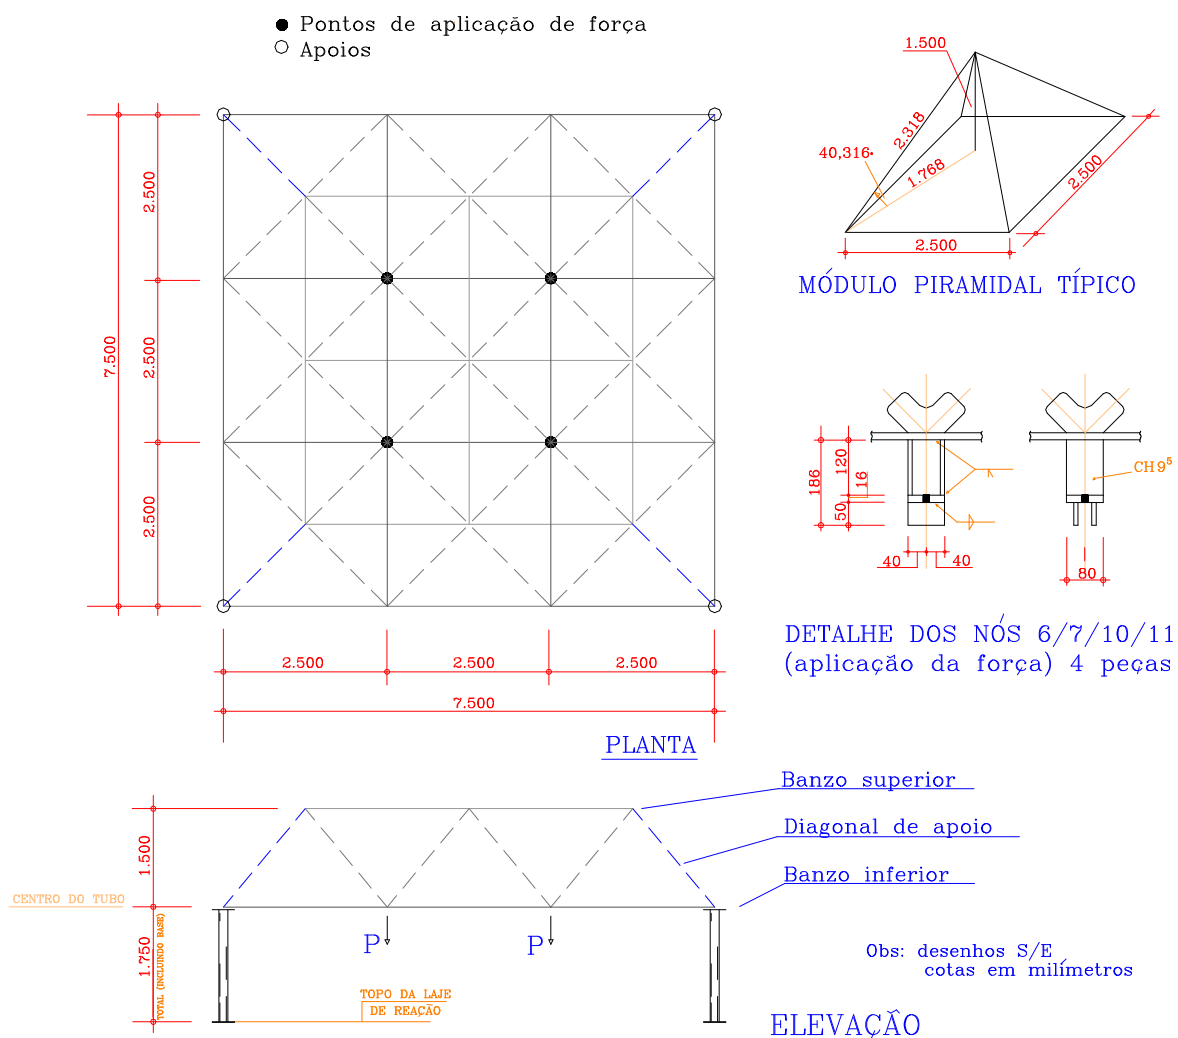 Pontos de aplicação de força
Apoios
2.500
2.500
2.500
7.500
2.500
2.500
2.500
7.500
PLANTA
1.500
2.318
40,316°
1.768
2.500
2.500
MÓDULO PIRAMIDAL TÍPICO
186
120
16
50
40
40
80
CH 9⁵
DETALHE DOS NÓS 6/7/10/11
(aplicação da força) 4 peças
Banzo superior
Diagonal de apoio
Banzo inferior
1.500
CENTRO DO TUBO
1.750
TOTAL (INCLUINDO BASE)
P
P
TOPO DA LAJE
DE REAÇÃO
Obs: desenhos S/E
cotas em milímetros
ELEVAÇÃO